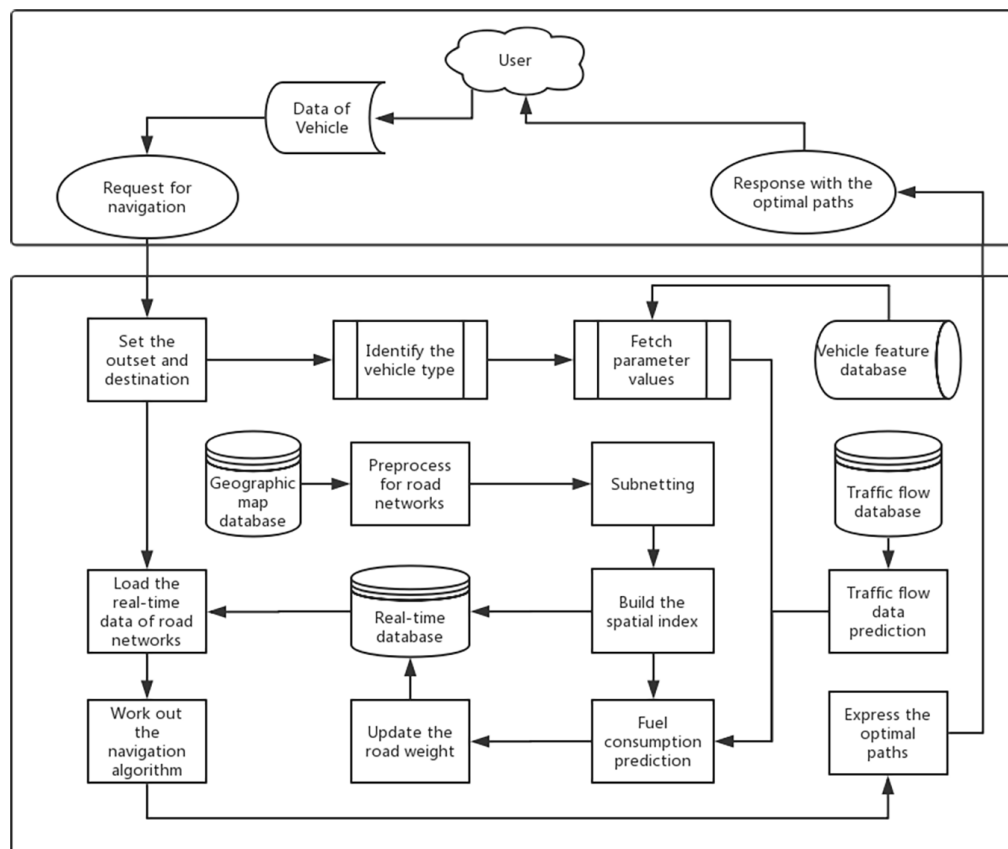 User
Data of
Vehicle
Request for
navigation
Response with the
optimal paths
Set the
outset and
destination
Identify the
vehicle type
Fetch
parameter
values
Vehicle feature
database
Geographic
map
database
Preprocess
for road
networks
Subnetting
Traffic flow
database
Load the
real-time
data of road
networks
Real-time
database
Build the
spatial index
Traffic flow
data
prediction
Work out
the
navigation
algorithm
Update the
road weight
Fuel
consumption
prediction
Express the
optimal
paths